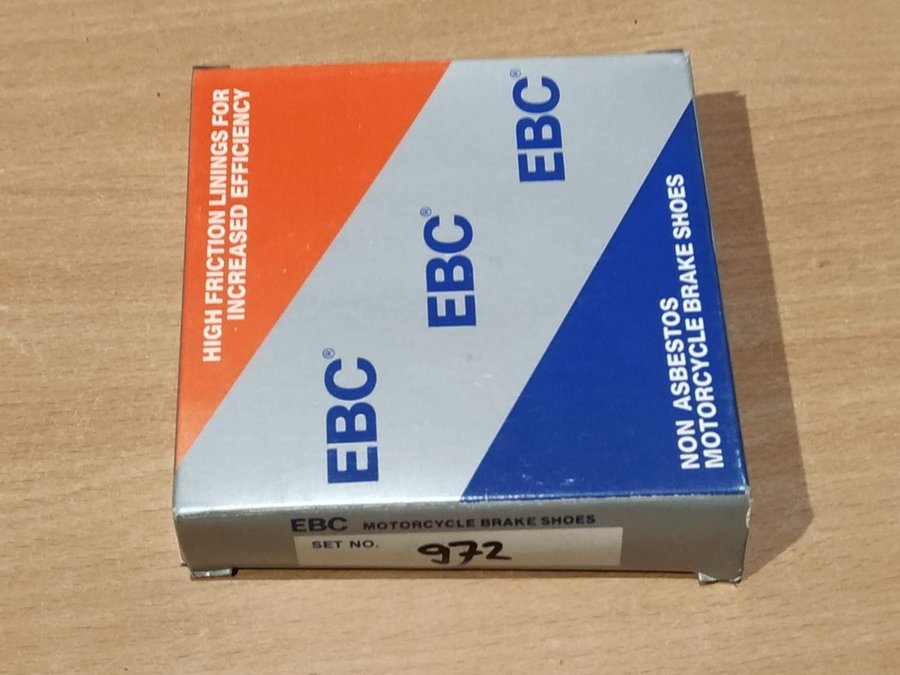 HIGH FRICTION LININGS FOR
INCREASED EFFICIENCY
EBC®
EBC®
EBC®
NON ASBESTOS
MOTORCYCLE BRAKE SHOES
EBC MOTORCYCLE BRAKE SHOES
SET NO. 972